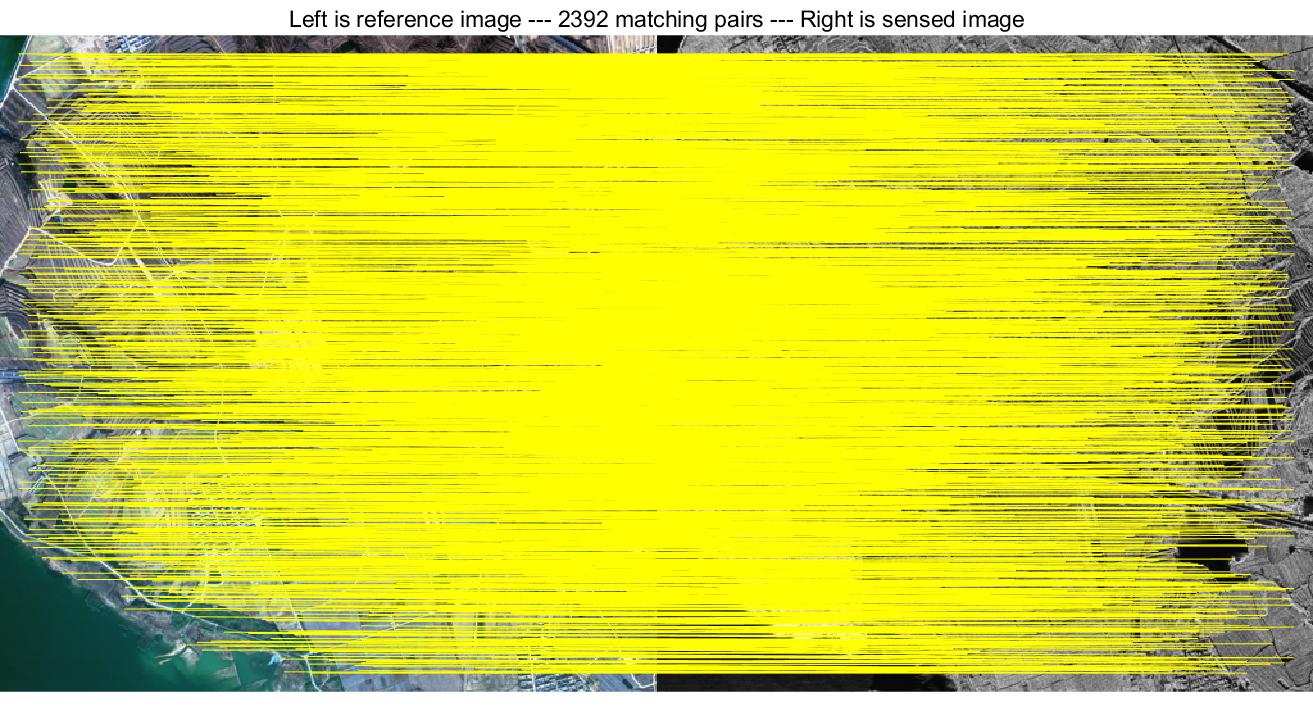 Left is reference image --- 2392 matching pairs --- Right is sensed image